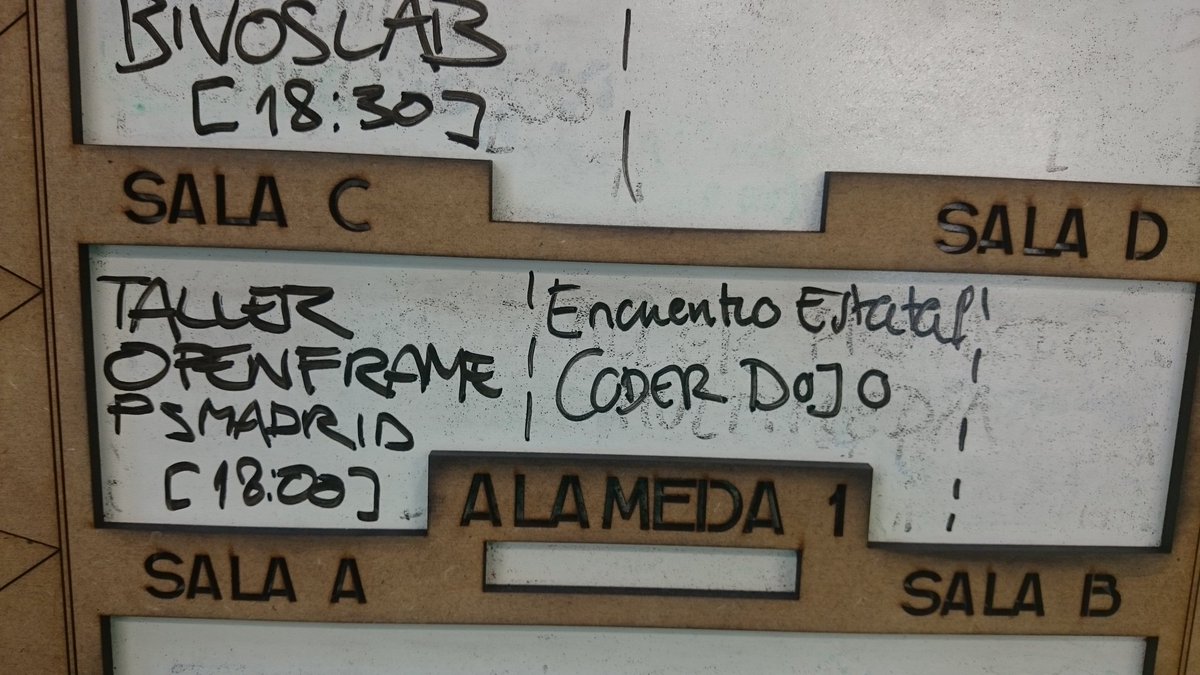 BIVOSLAB
[18:30]
SALA C
SALA D
TALLER
OPENFRAME
PSMADRID
[18:00]
Encuentro Estatal
CODER DOJO
ALAMEDA 1
SALA A
SALA B